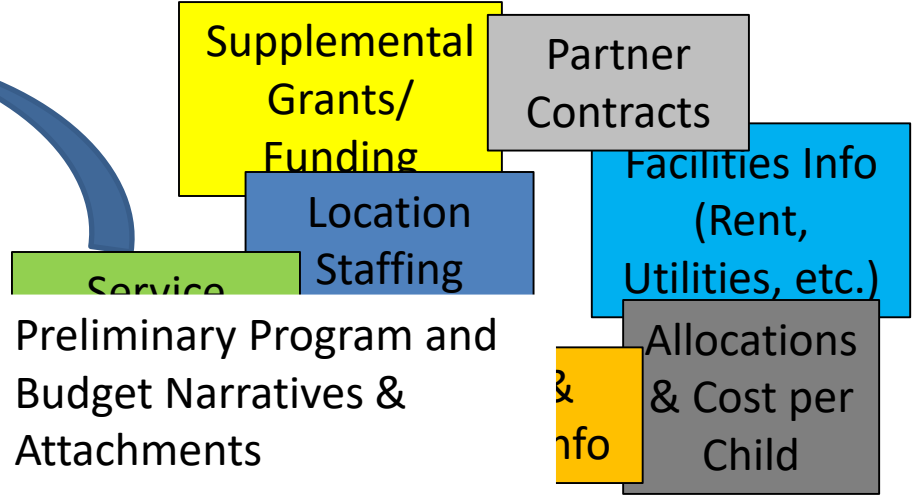 Supplemental
Grants/
Funding
Partner
Contracts
Facilities Info
(Rent,
Utilities, etc.)
Location
Staffing
Service
Preliminary Program and
Budget Narratives &
Attachments
&
Allocations
& Cost per
Child